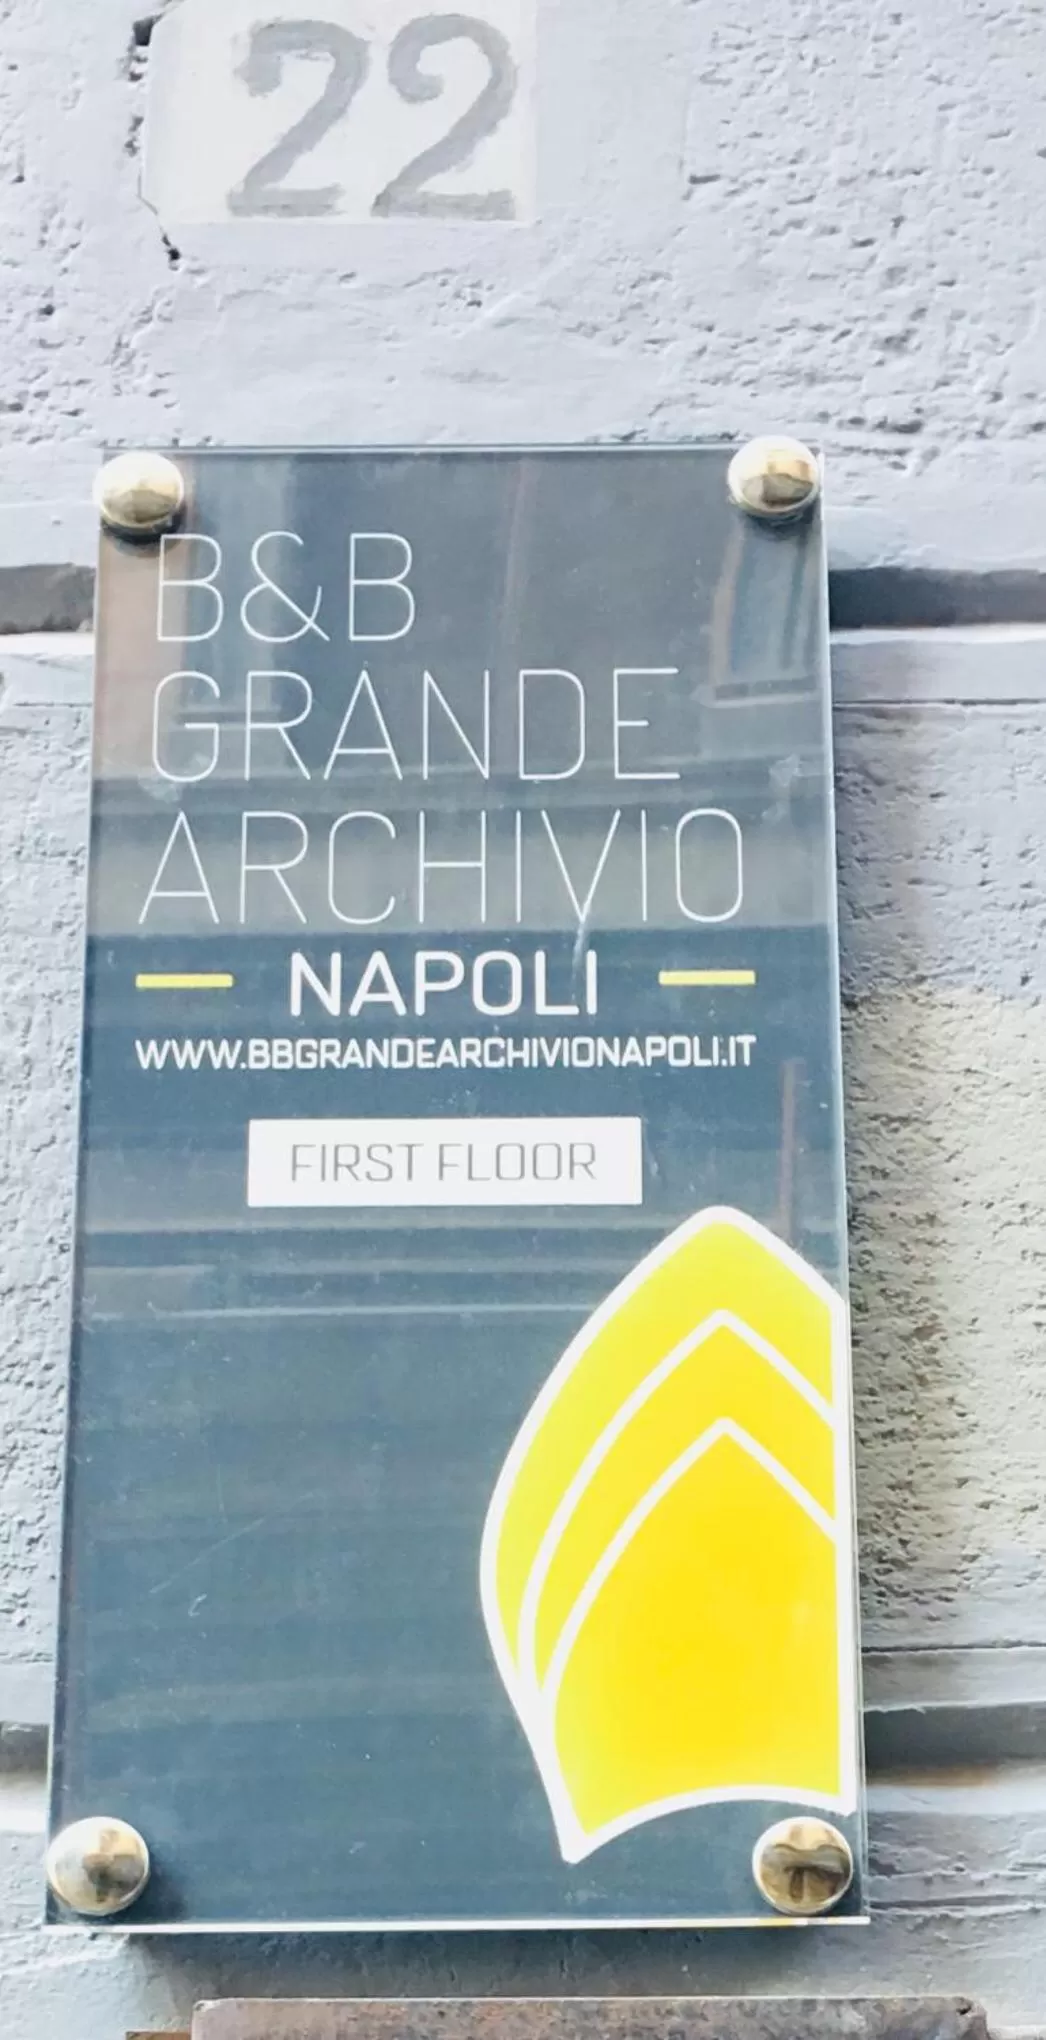 22
B&B
GRANDE
ARCHIVIO
NAPOLI
WWW.BBGRANDEARCHIVIONAPOLI.IT
FIRST FLOOR